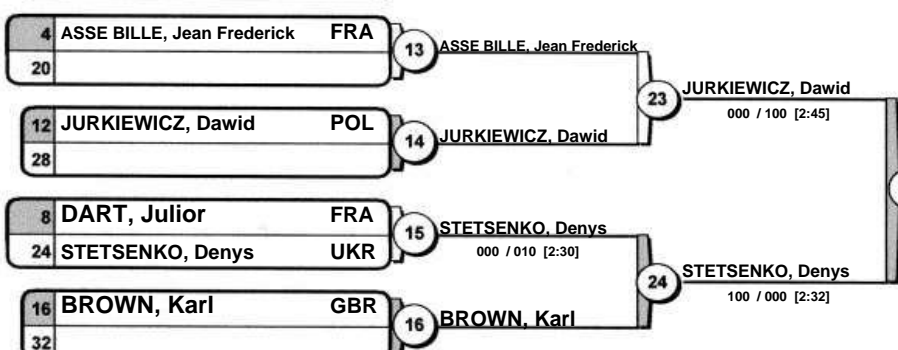 4 ASSE BILLE, Jean Frederick FRA
20
13 ASSE BILLE, Jean Frederick
23 JURKIEWICZ, Dawid
000 / 100 [2:45]
12 JURKIEWICZ, Dawid POL
28
14 JURKIEWICZ, Dawid
8 DART, Julior FRA
24 STETSENKO, Denys UKR
15 STETSENKO, Denys
000 / 010 [2:30]
24 STETSENKO, Denys
100 / 000 [2:32]
16 BROWN, Karl GBR
32
16 BROWN, Karl